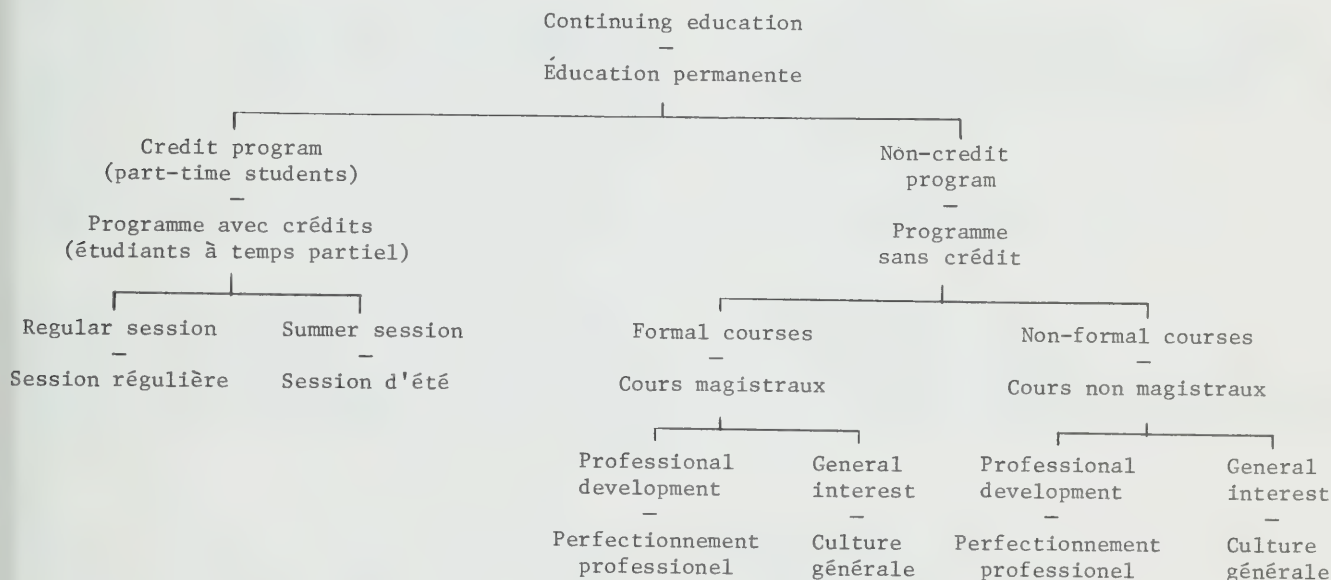 Continuing education
—
Éducation permanente
Credit program
(part-time students)
—
Programme avec crédits
(étudiants à temps partiel)
Non-credit
program
—
Programme
sans crédit
Regular session
—
Session régulière
Summer session
—
Session d'été
Formal courses
—
Cours magistraux
Non-formal courses
—
Cours non magistraux
Professional
development
—
Perfectionnement
professionel
General
interest
—
Culture
générale
Professional
development
—
Perfectionnement
professionel
General
interest
—
Culture
générale